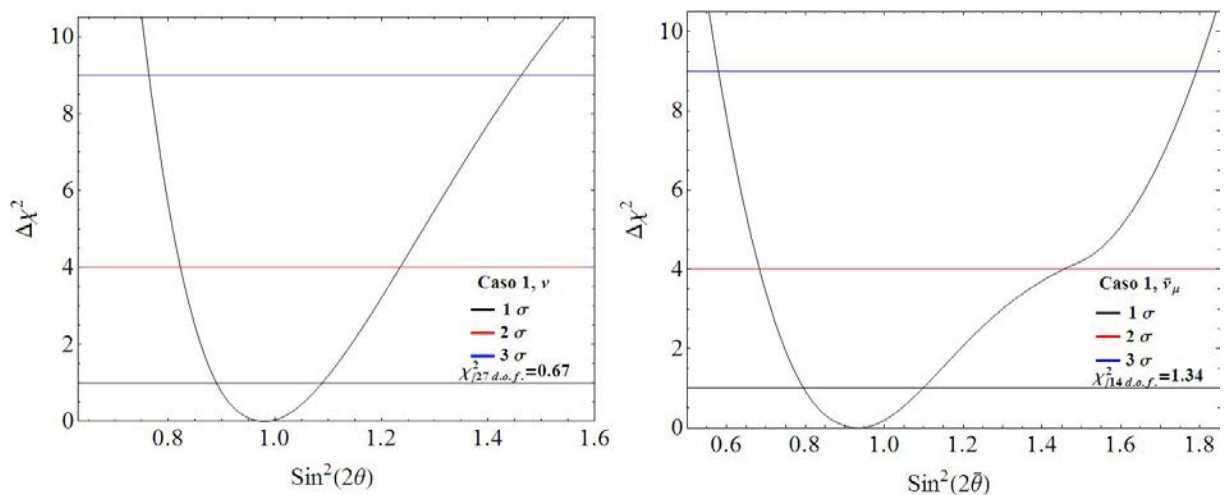 10
8
6
4
2
0
Δχ²
Caso 1, ν
1 σ
2 σ
3 σ
χ²/27 d.o.f.=0.67
0.8 1.0 1.2 1.4 1.6
Sin²(2θ)
10
8
6
4
2
0
Δχ²
Caso 1, ν̄μ
1 σ
2 σ
3 σ
χ²/14 d.o.f.=1.34
0.6 0.8 1.0 1.2 1.4 1.6 1.8
Sin²(2θ̄)